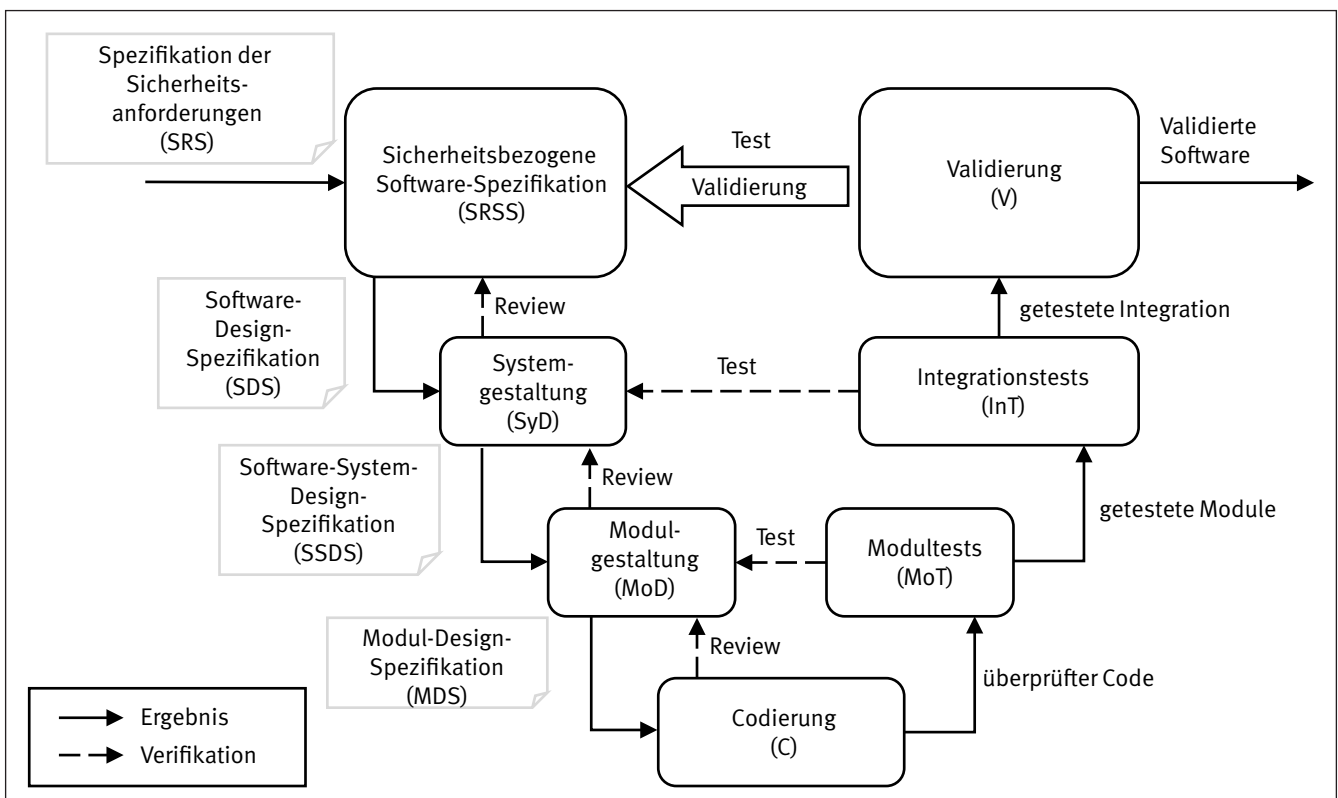 Spezifikation der
Sicherheits-
anforderungen
(SRS)
Sicherheitsbezogene
Software-Spezifikation
(SRSS)
Test
Validierung
Validierung
(V)
Validierte
Software
Software-
Design-
Spezifikation
(SDS)
Review
getestete Integration
System-
gestaltung
(SyD)
Test
Integrationstests
(InT)
Software-System-
Design-
Spezifikation
(SSDS)
Review
getestete Module
Modul-
gestaltung
(MoD)
Test
Modultests
(MoT)
Modul-Design-
Spezifikation
(MDS)
Review
überprüfter Code
Codierung
(C)
Ergebnis
Verifikation